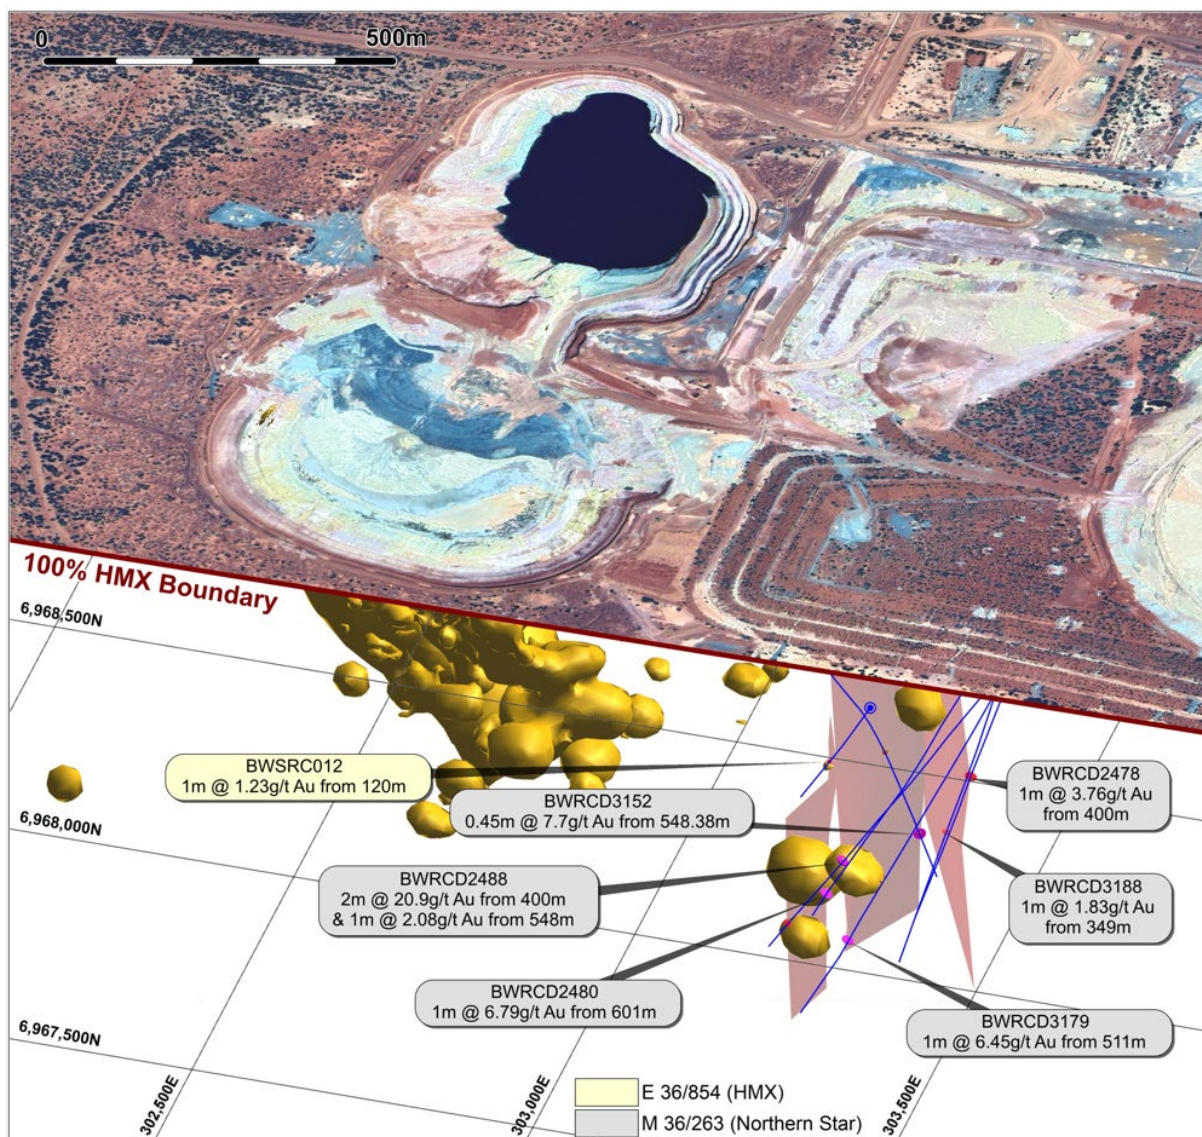 0 500m
100% HMX Boundary
6,968,500N
BWSRC012
1m @ 1.23g/t Au from 120m
BWRCD2478
1m @ 3.76g/t Au
from 400m
BWRCD3152
0.45m @ 7.7g/t Au from 548.38m
6,968,000N
BWRCD2488
2m @ 20.9g/t Au from 400m
& 1m @ 2.08g/t Au from 548m
BWRCD3188
1m @ 1.83g/t Au
from 349m
BWRCD2480
1m @ 6.79g/t Au from 601m
BWRCD3179
1m @ 6.45g/t Au from 511m
6,967,500N
302,500E
303,000E
303,500E
E 36/854 (HMX)
M 36/263 (Northern Star)